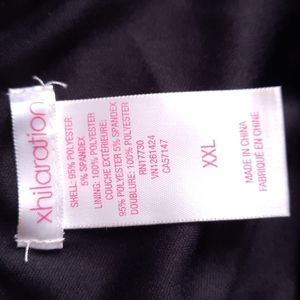 xhilaration
SHELL: 95% POLYESTER
5% SPANDEX
LINING: 100% POLYESTER
COUCHE EXTÉRIEURE:
95% POLYESTER 5% SPANDEX
DOUBLURE: 100% POLYESTER
RN17730
VN1261424
CA57147
XXL
MADE IN CHINA
FABRIQUÉ EN CHINE